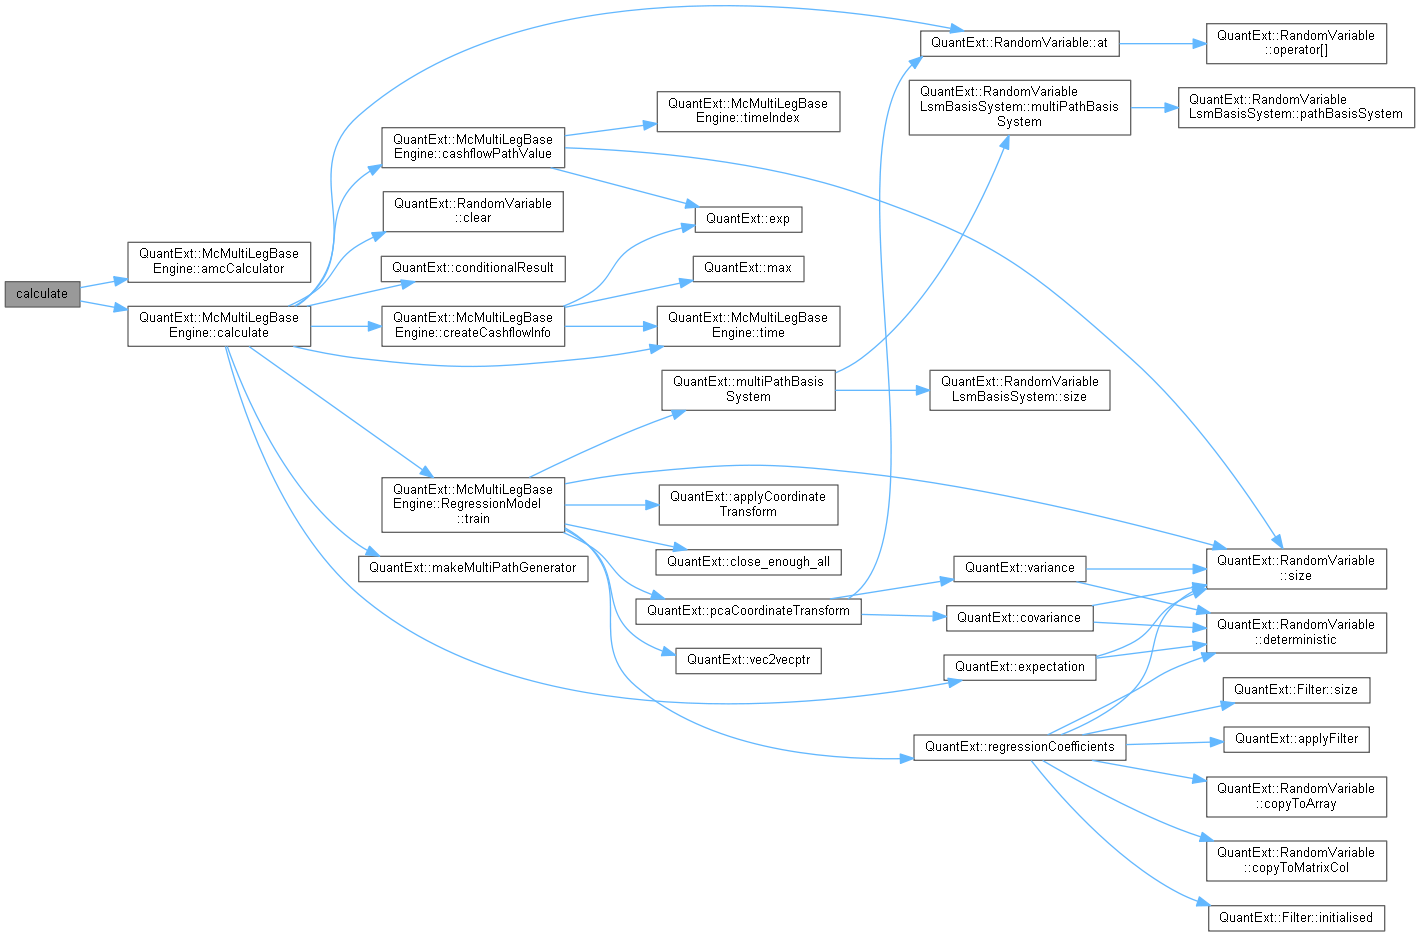 calculate
QuantExt::McMultiLegBase
Engine::amcCalculator
QuantExt::McMultiLegBase
Engine::calculate
QuantExt::McMultiLegBase
Engine::cashflowPathValue
QuantExt::RandomVariable
::clear
QuantExt::conditionalResult
QuantExt::McMultiLegBase
Engine::createCashflowInfo
QuantExt::McMultiLegBase
Engine::RegressionModel
::train
QuantExt::makeMultiPathGenerator
QuantExt::McMultiLegBase
Engine::timeIndex
QuantExt::exp
QuantExt::max
QuantExt::McMultiLegBase
Engine::time
QuantExt::multiPathBasis
System
QuantExt::applyCoordinate
Transform
QuantExt::close_enough_all
QuantExt::pcaCoordinateTransform
QuantExt::vec2vecptr
QuantExt::RandomVariable::at
QuantExt::RandomVariable
LsmBasisSystem::multiPathBasis
System
QuantExt::RandomVariable
LsmBasisSystem::size
QuantExt::variance
QuantExt::covariance
QuantExt::expectation
QuantExt::regressionCoefficients
QuantExt::RandomVariable
::operator[]
QuantExt::RandomVariable
LsmBasisSystem::pathBasisSystem
QuantExt::RandomVariable
::size
QuantExt::RandomVariable
::deterministic
QuantExt::Filter::size
QuantExt::applyFilter
QuantExt::RandomVariable
::copyToArray
QuantExt::RandomVariable
::copyToMatrixCol
QuantExt::Filter::initialised